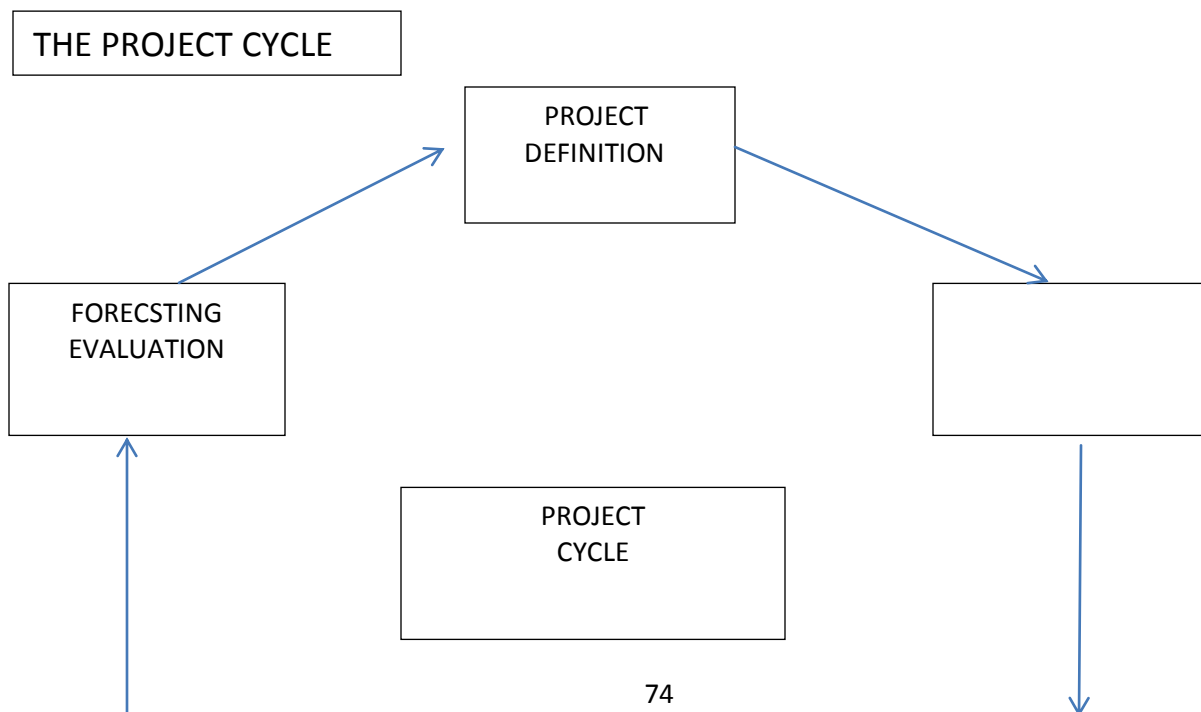 THE PROJECT CYCLE
PROJECT
DEFINITION
FORECSTING
EVALUATION
PROJECT
CYCLE
74